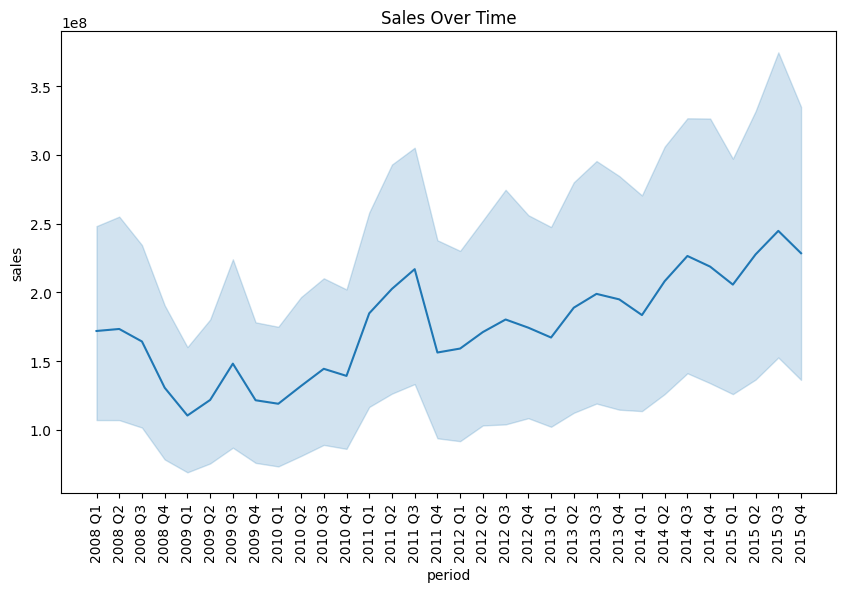 Sales Over Time
1e8
3.5
3.0
2.5
2.0
1.5
1.0
sales
2008 Q1
2008 Q2
2008 Q3
2008 Q4
2009 Q1
2009 Q2
2009 Q3
2009 Q4
2010 Q1
2010 Q2
2010 Q3
2010 Q4
2011 Q1
2011 Q2
2011 Q3
2011 Q4
2012 Q1
2012 Q2
2012 Q3
2012 Q4
2013 Q1
2013 Q2
2013 Q3
2013 Q4
2014 Q1
2014 Q2
2014 Q3
2014 Q4
2015 Q1
2015 Q2
2015 Q3
2015 Q4
period